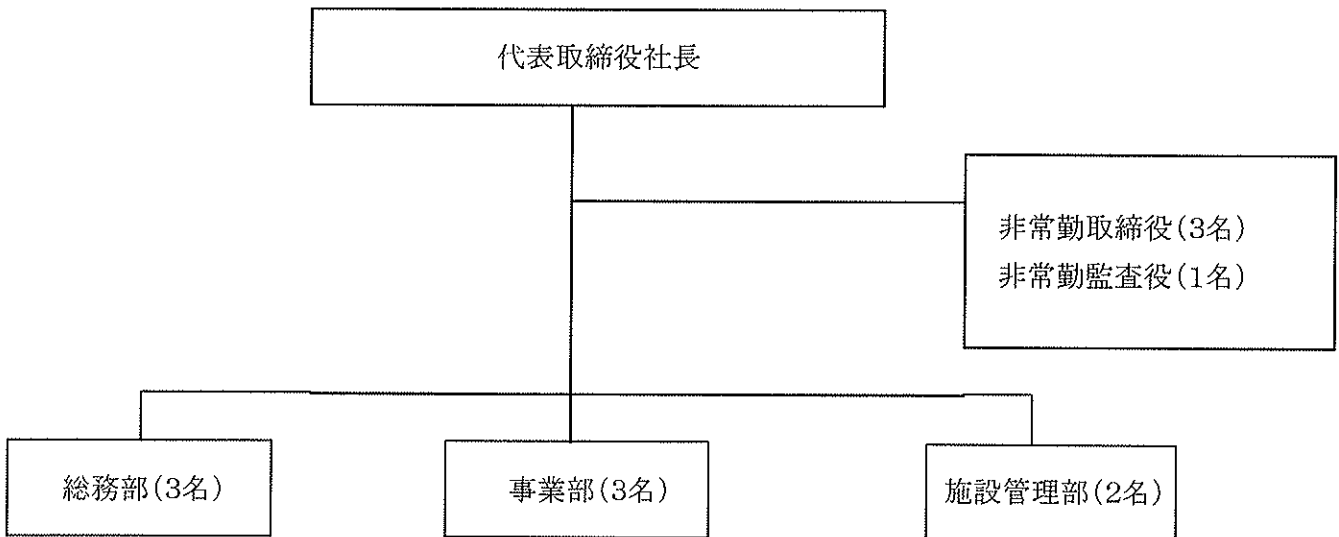 代表取締役社長
非常勤取締役(3名)
非常勤監査役(1名)
総務部(3名)
事業部(3名)
施設管理部(2名)